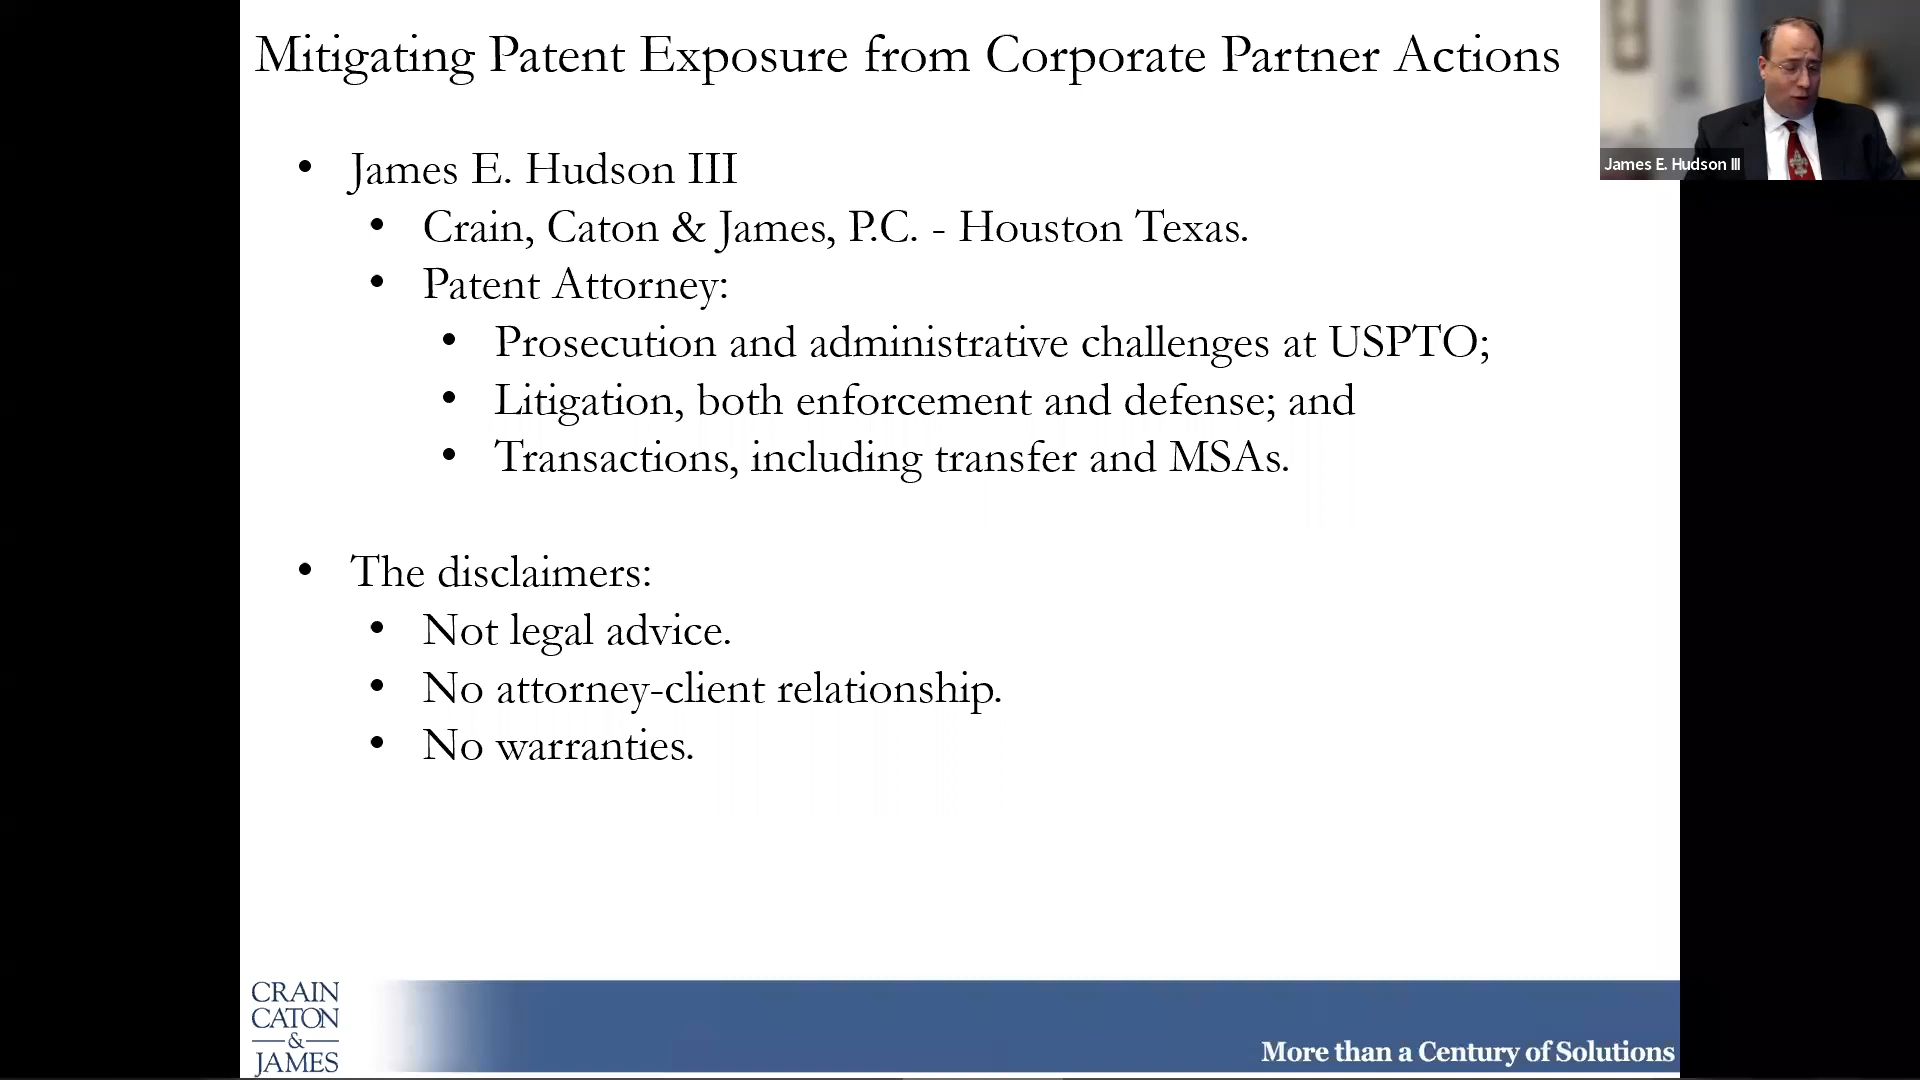 Mitigating Patent Exposure from Corporate Partner Actions
James E. Hudson III
• James E. Hudson III
• Crain, Caton & James, P.C. - Houston Texas.
• Patent Attorney:
• Prosecution and administrative challenges at USPTO;
• Litigation, both enforcement and defense; and
• Transactions, including transfer and MSAs.
• The disclaimers:
• Not legal advice.
• No attorney-client relationship.
• No warranties.
CRAIN
CATON
&
JAMES
More than a Century of Solutions